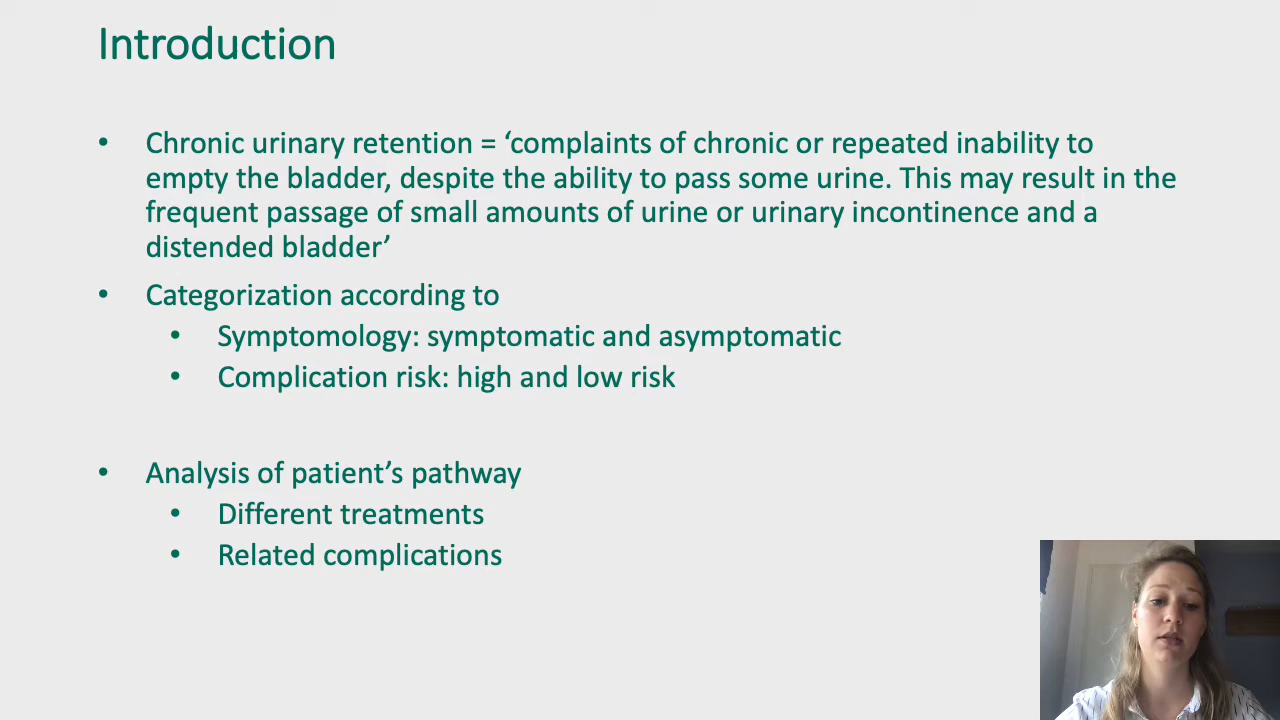 Introduction
• Chronic urinary retention = ‘complaints of chronic or repeated inability to
empty the bladder, despite the ability to pass some urine. This may result in the
frequent passage of small amounts of urine or urinary incontinence and a
distended bladder’
• Categorization according to
• Symptomology: symptomatic and asymptomatic
• Complication risk: high and low risk
• Analysis of patient’s pathway
• Different treatments
• Related complications